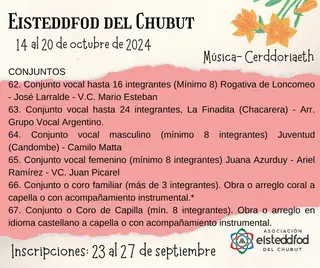 Eisteddfod del Chubut
14 al 20 de octubre de 2024
Música- Cerddoriaeth
CONJUNTOS
62. Conjunto vocal hasta 16 integrantes (Mínimo 8) Rogativa de Loncomeo
- José Larralde - V.C. Mario Esteban
63. Conjunto vocal hasta 24 integrantes, La Finadita (Chacarera) - Arr.
Grupo Vocal Argentino.
64. Conjunto vocal masculino (mínimo 8 integrantes) Juventud
(Candombe) - Camilo Matta
65. Conjunto vocal femenino (mínimo 8 integrantes) Juana Azurduy - Ariel
Ramírez - VC. Juan Picarel
66. Conjunto o coro familiar (más de 3 integrantes). Obra o arreglo coral a
capella o con acompañamiento instrumental.*
67. Conjunto o Coro de Capilla (mín. 8 integrantes). Obra o arreglo en
idioma castellano a capella o con acompañamiento instrumental.
Inscripciones: 23 al 27 de septiembre
ASOCIACIÓN
eisteddfod
DEL CHUBUT